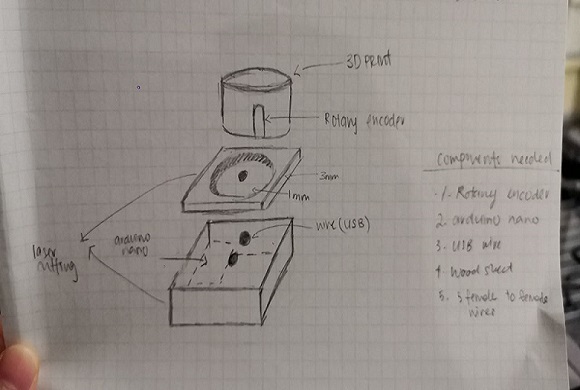 3D PRINT
Rotary encoder
3mm
1mm
wire (USB)
arduino
nano
laser
cutting
components needed
1. Rotary encoder
2. arduino nano
3. USB wire
4. Wood sheet
5. 5 female to female
wires